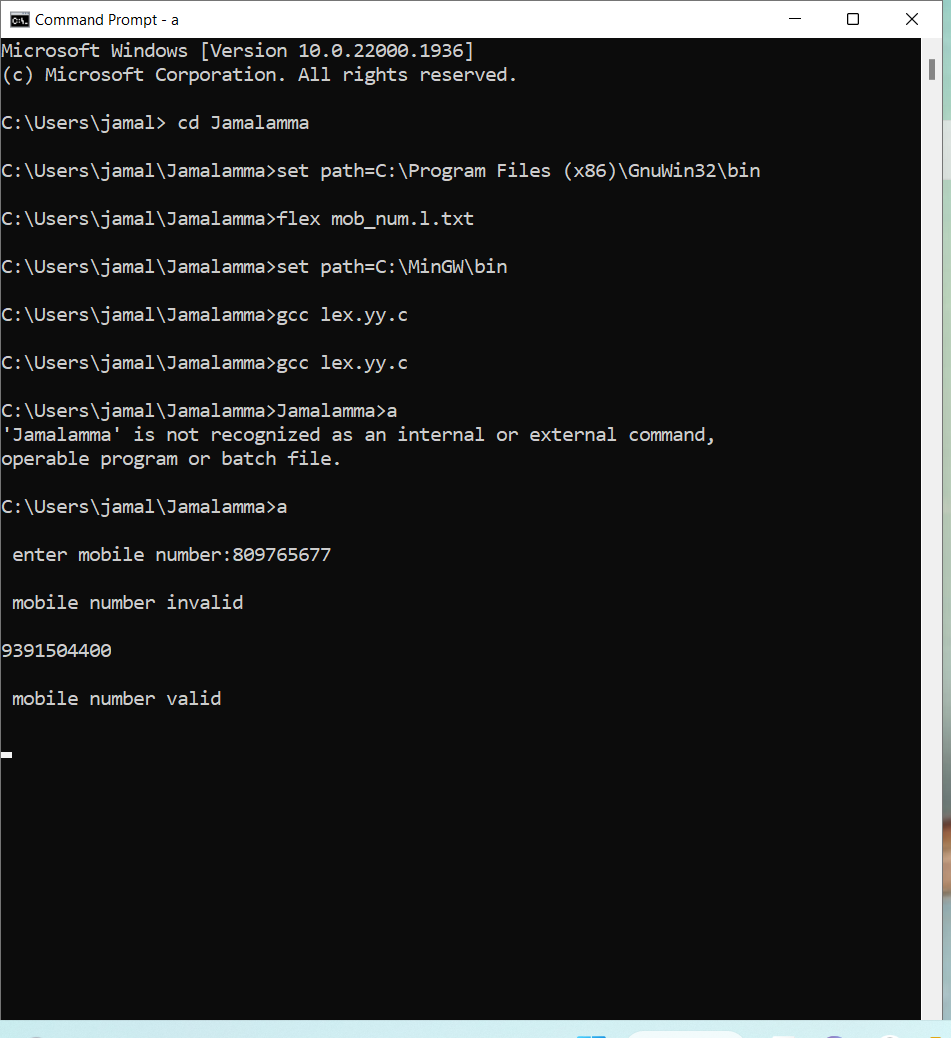 Command Prompt - a
Microsoft Windows [Version 10.0.22000.1936]
(c) Microsoft Corporation. All rights reserved.
C:\Users\jamal> cd Jamalamma
C:\Users\jamal\Jamalamma>set path=C:\Program Files (x86)\GnuWin32\bin
C:\Users\jamal\Jamalamma>flex mob_num.l.txt
C:\Users\jamal\Jamalamma>set path=C:\MinGW\bin
C:\Users\jamal\Jamalamma>gcc lex.yy.c
C:\Users\jamal\Jamalamma>gcc lex.yy.c
C:\Users\jamal\Jamalamma>Jamalamma>a
'Jamalamma' is not recognized as an internal or external command,
operable program or batch file.
C:\Users\jamal\Jamalamma>a
enter mobile number:809765677
mobile number invalid
9391504400
mobile number valid